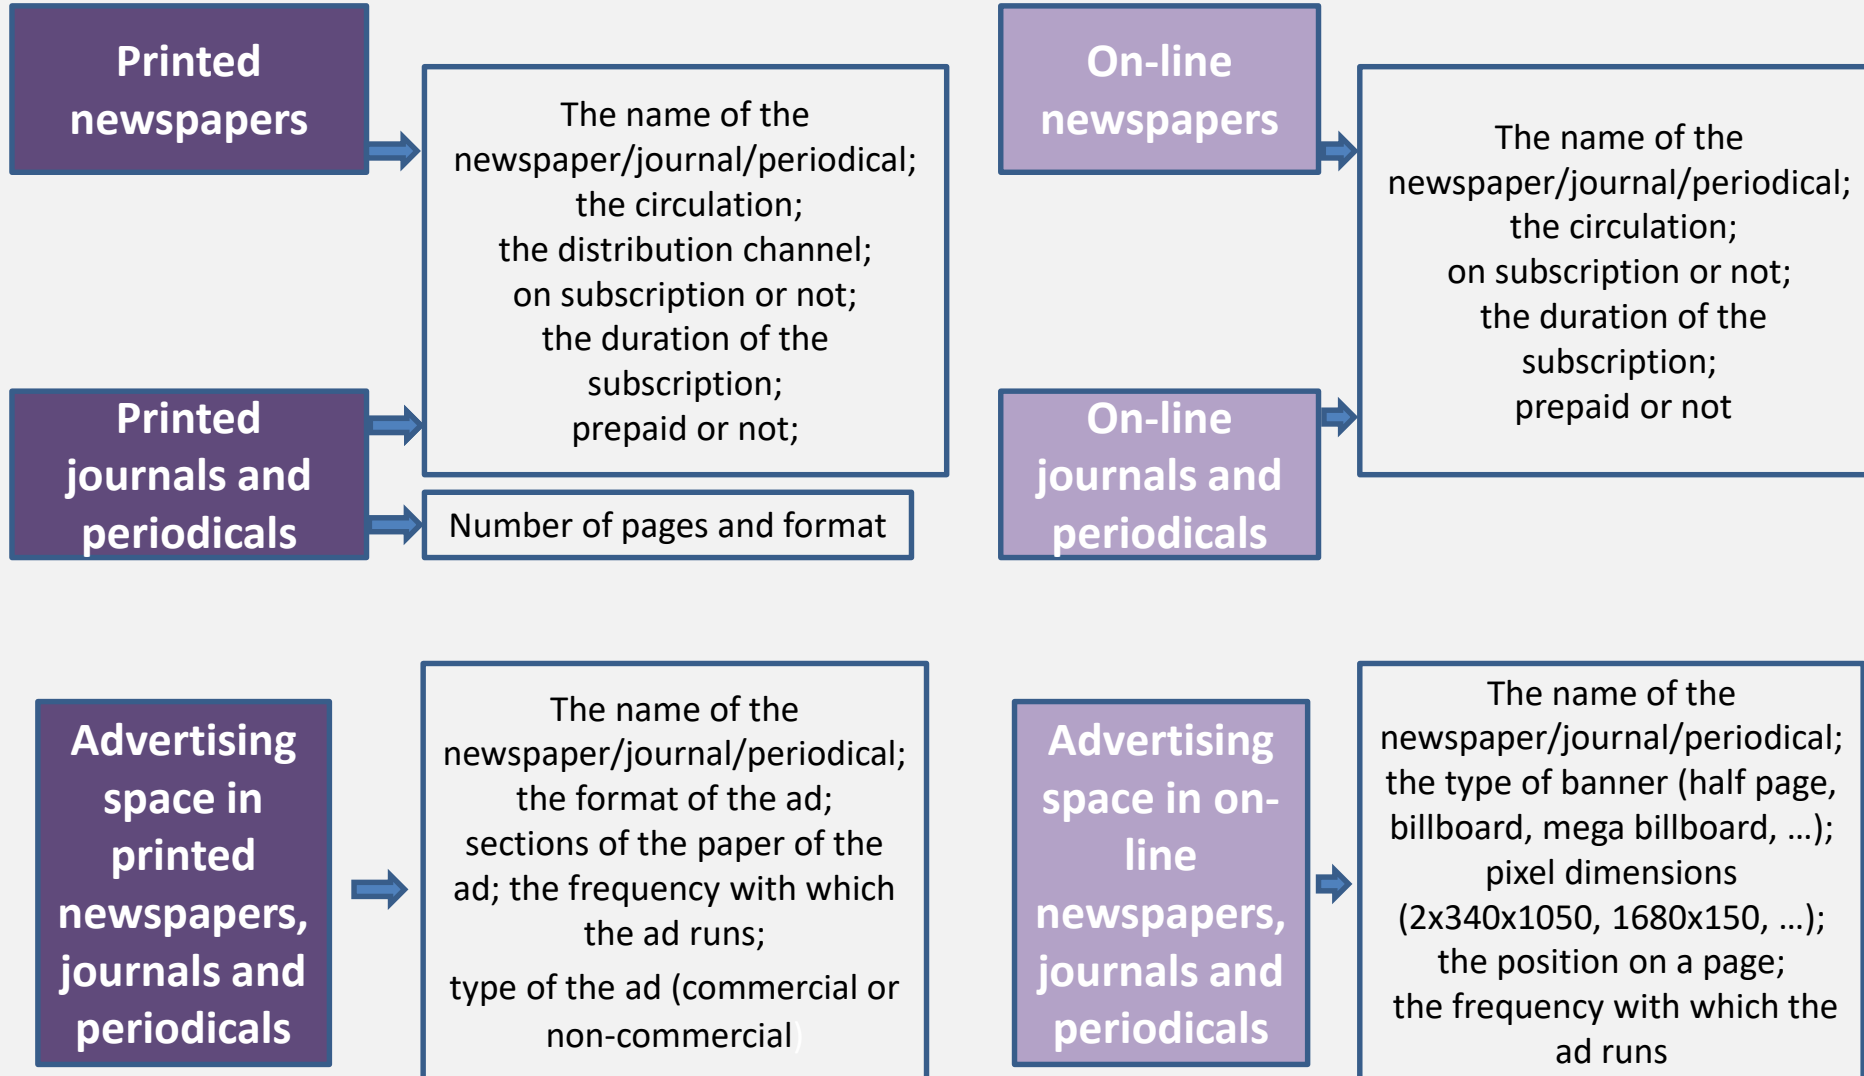 Printed
newspapers
The name of the
newspaper/journal/periodical;
the circulation;
the distribution channel;
on subscription or not;
the duration of the
subscription;
prepaid or not;
Printed
journals and
periodicals
Number of pages and format
On-line
newspapers
The name of the
newspaper/journal/periodical;
the circulation;
on subscription or not;
the duration of the
subscription;
prepaid or not
On-line
journals and
periodicals
Advertising
space in
printed
newspapers,
journals and
periodicals
The name of the
newspaper/journal/periodical;
the format of the ad;
sections of the paper of the
ad; the frequency with which
the ad runs;
type of the ad (commercial or
non-commercial)
Advertising
space in on-
line
newspapers,
journals and
periodicals
The name of the
newspaper/journal/periodical;
the type of banner (half page,
billboard, mega billboard, …);
pixel dimensions
(2x340x1050, 1680x150, …);
the position on a page;
the frequency with which the
ad runs